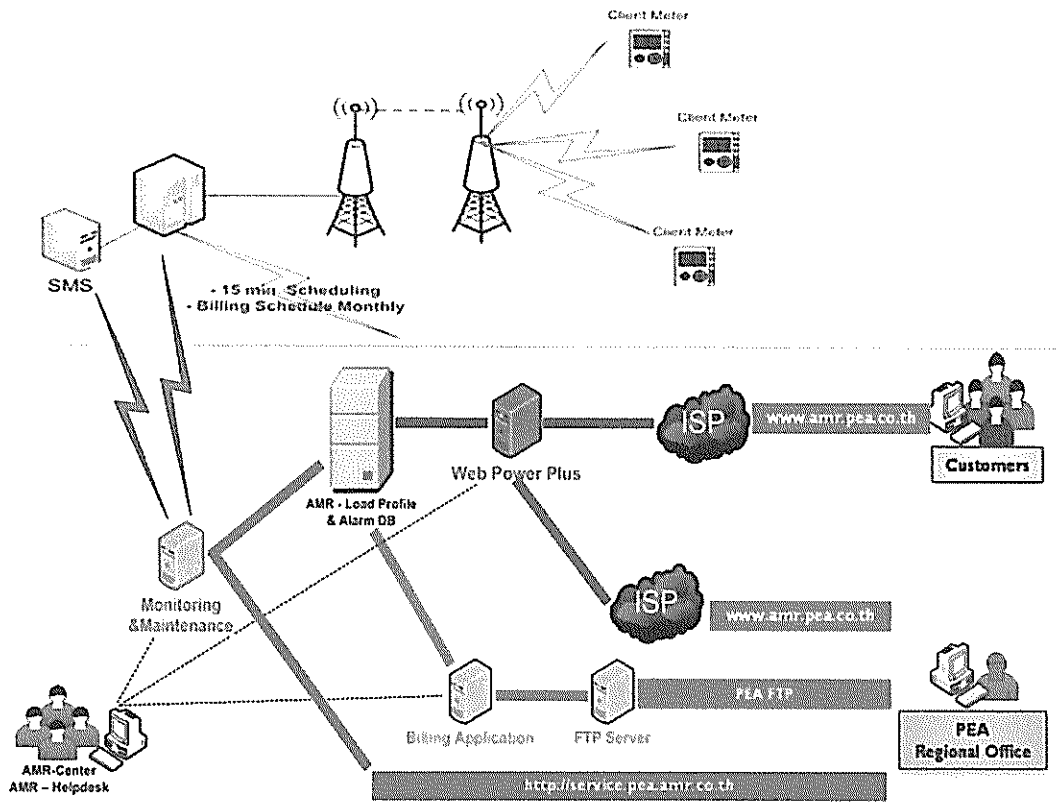 Client Meter
Client Meter
Client Meter
SMS
- 15 min. Scheduling
- Billing Schedule Monthly
ISP
www.amr.pea.co.th
Customers
Web Power Plus
AMR - Load Profile
& Alarm DB
Monitoring
&Maintenance
ISP
www.amr.pea.co.th
PEA FTP
Billing Application
FTP Server
PEA
Regional Office
AMR-Center
AMR – Helpdesk
http://service.pea.amr.co.th